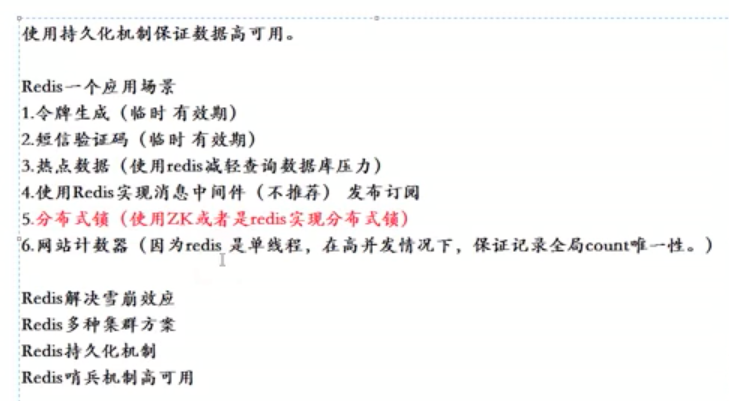 使用持久化机制保证数据高可用。
Redis一个应用场景
1.令牌生成（临时 有效期）
2.短信验证码（临时 有效期）
3.热点数据（使用redis减轻查询数据库压力）
4.使用Redis实现消息中间件（不推荐） 发布订阅
5.分布式锁（使用ZK或者是redis实现分布式锁）
6.网站计数器（因为redis 是单线程，在高并发情况下，保证记录全局count唯一性。）
Redis解决雪崩效应
Redis多种集群方案
Redis持久化机制
Redis哨兵机制高可用